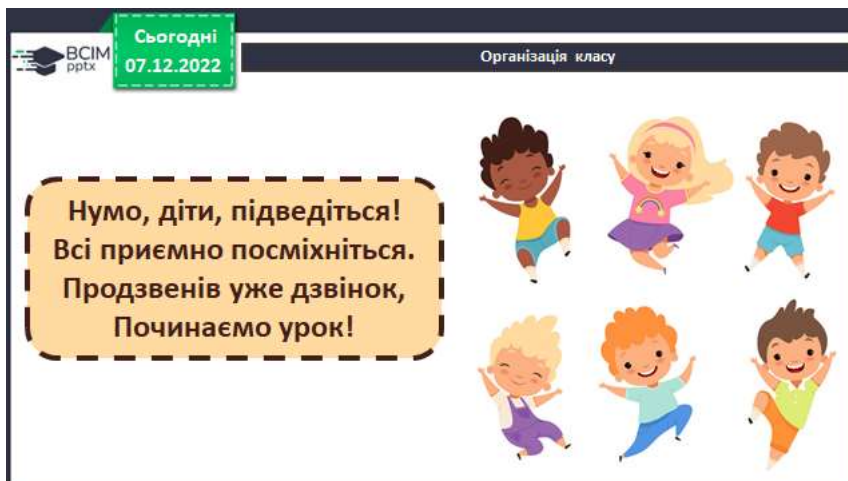 Сьогодні
07.12.2022
ВСІМ
pptx
Організація класу
Нумо, діти, підведіться!
Всі приємно посміхніться.
Продзвенів уже дзвінок,
Починаємо урок!